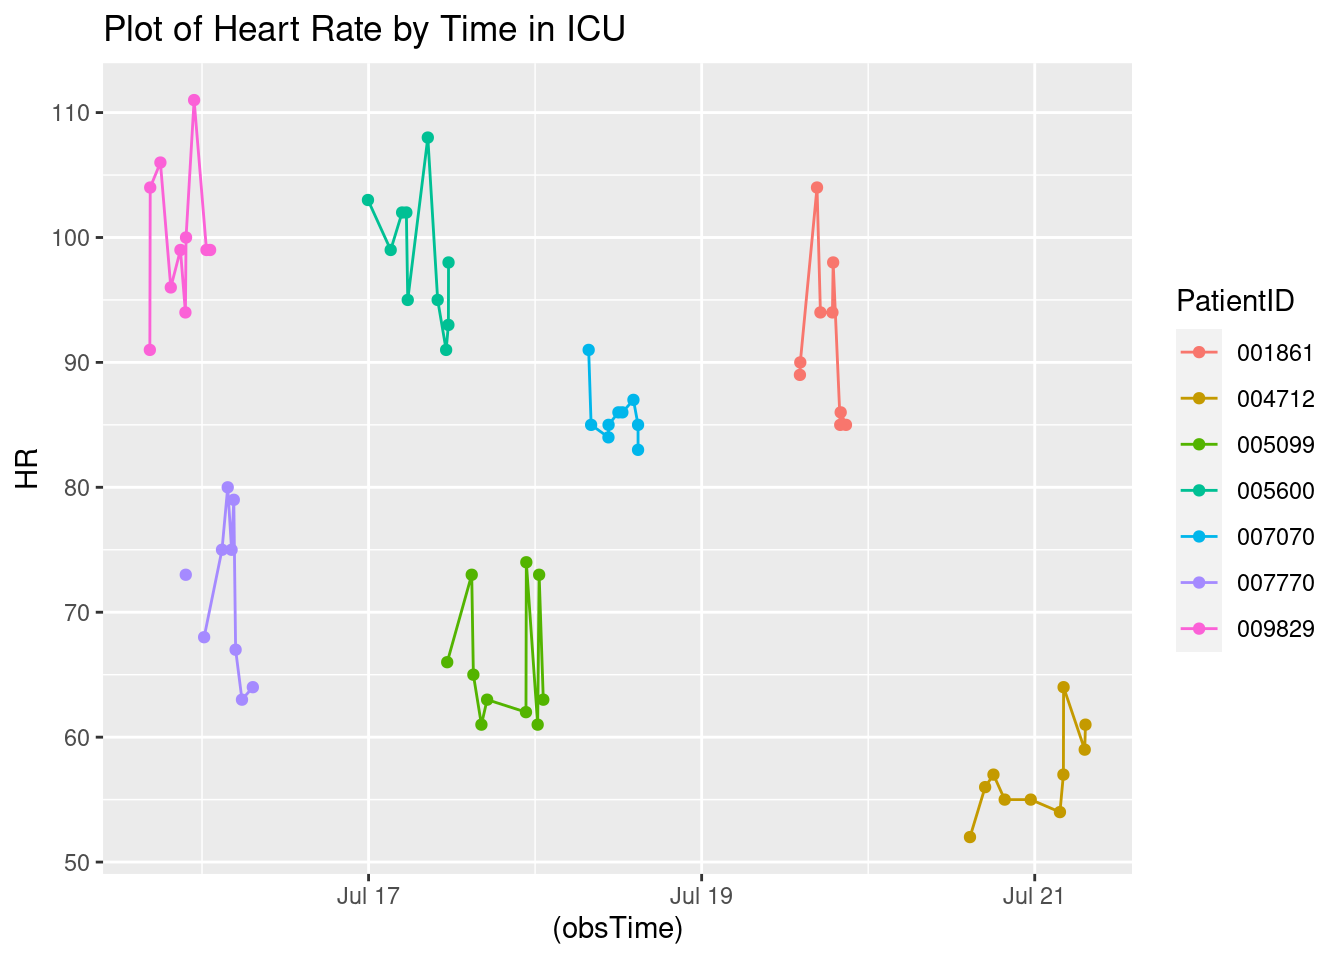 Plot of Heart Rate by Time in ICU
110
100
90
80
70
60
50
HR
Jul 17
Jul 19
Jul 21
(obsTime)
PatientID
001861
004712
005099
005600
007070
007770
009829